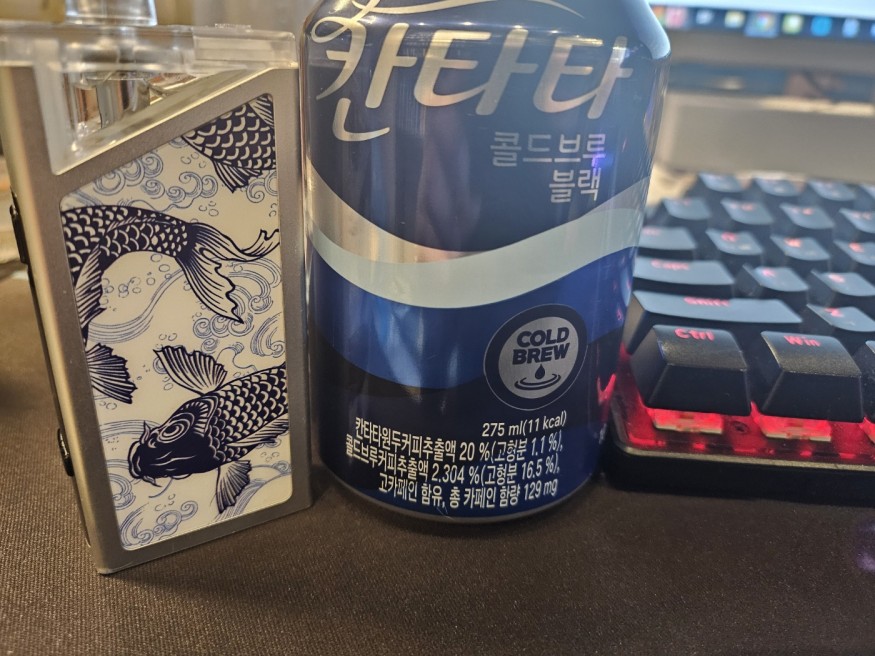 칸타타
콜드브루
블랙
COLD
BREW
275 ml(11 kcal)
칸타타원두커피추출액 20 %(고형분 1.1 %),
콜드브루커피추출액 2.304 %(고형분 16.5 %),
고카페인 함유, 총 카페인 함량 129 mg
Caps
Shift
Z
Ctrl
Win